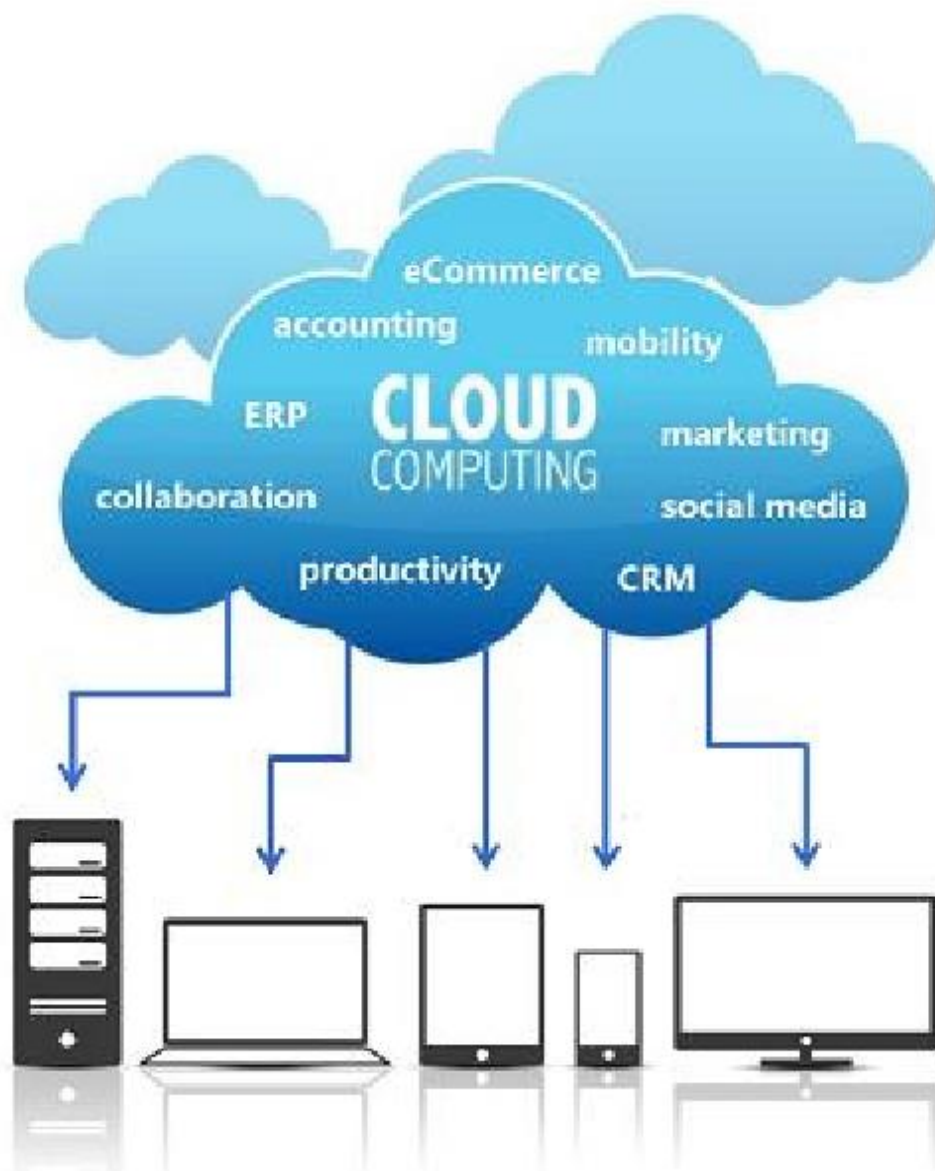 eCommerce
accounting
mobility
ERP
CLOUD
COMPUTING
marketing
collaboration
social media
productivity
CRM